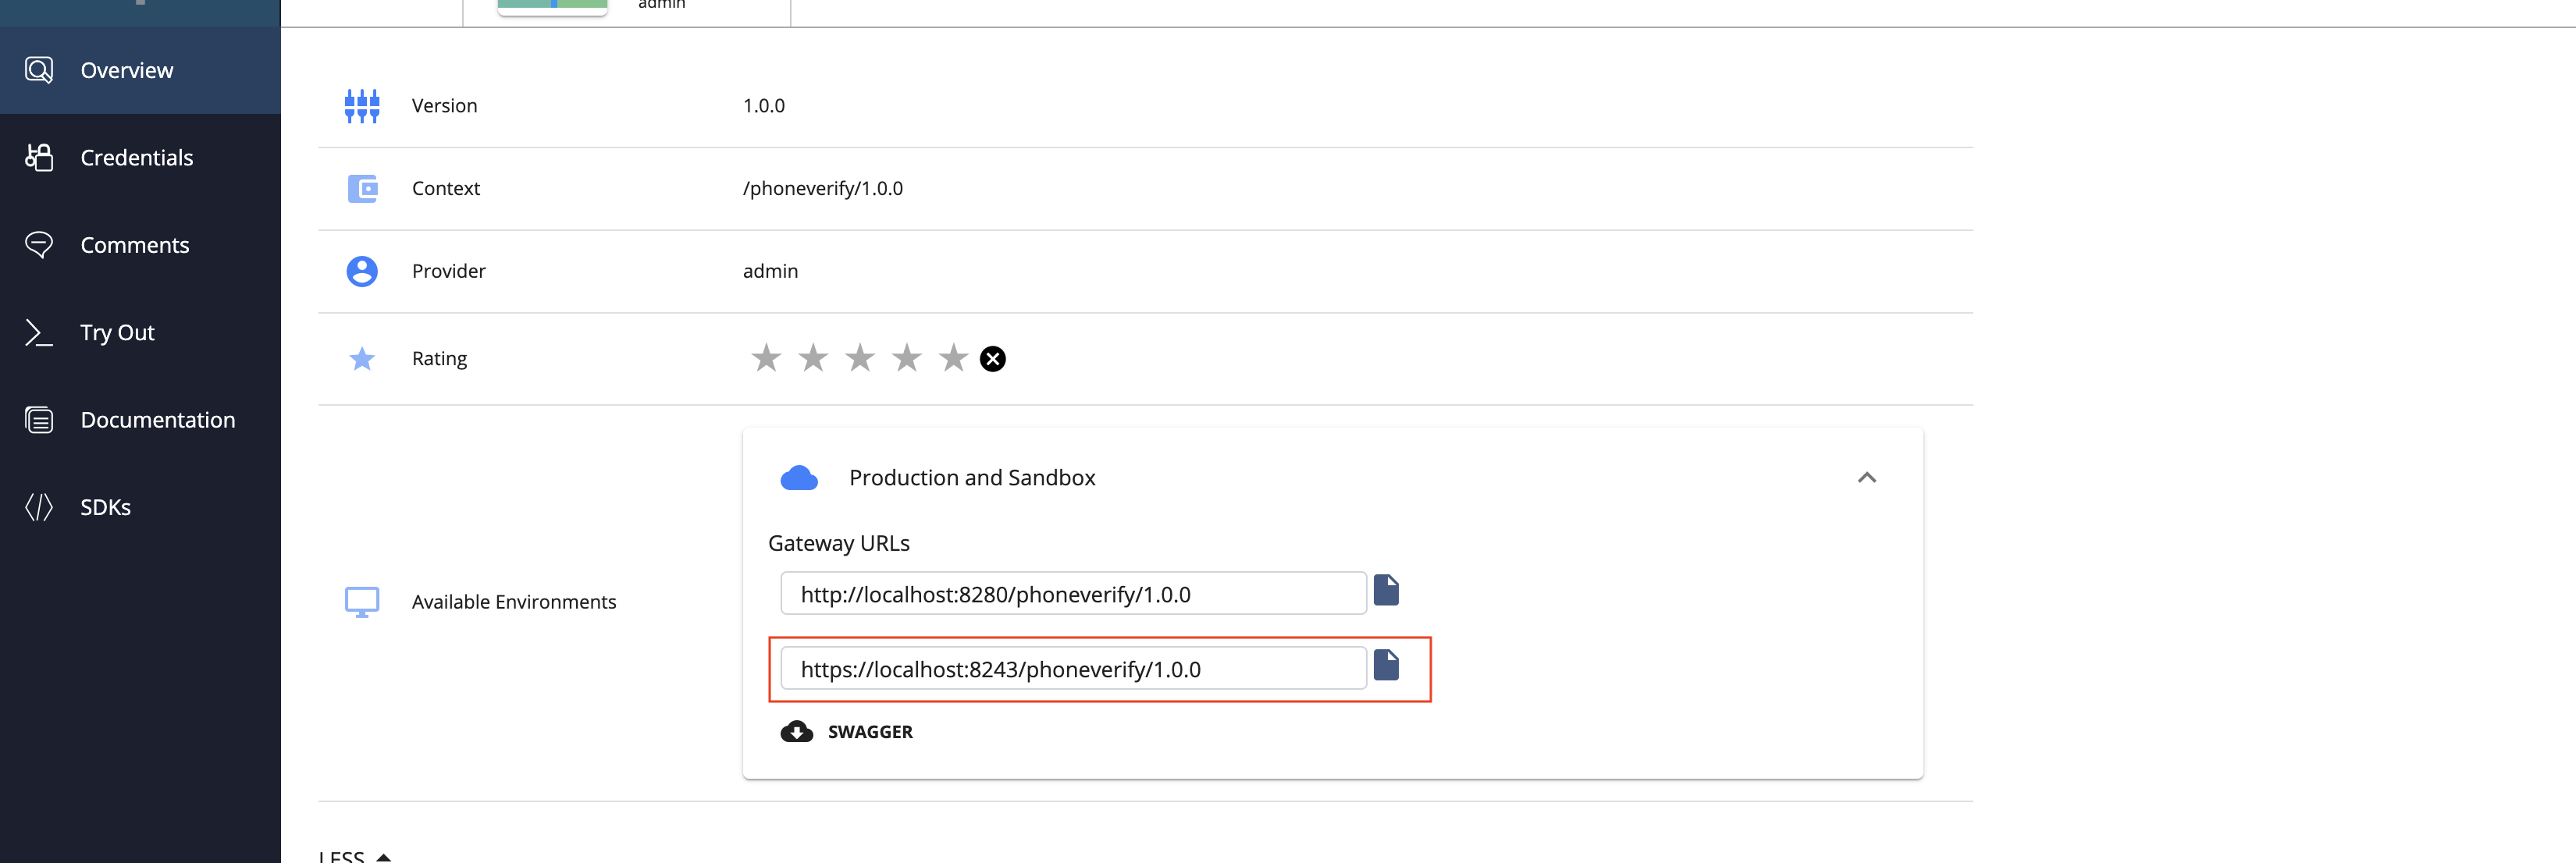 admin
Overview
Credentials
Comments
Try Out
Documentation
SDKs
Version 1.0.0
Context /phoneverify/1.0.0
Provider admin
Rating
Available Environments
Production and Sandbox
Gateway URLs
http://localhost:8280/phoneverify/1.0.0
https://localhost:8243/phoneverify/1.0.0
SWAGGER
LESS